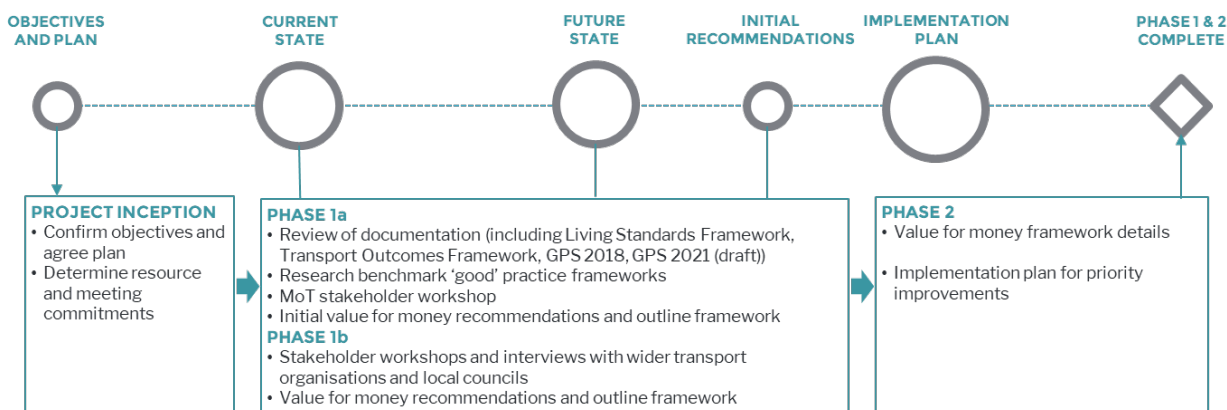 OBJECTIVES
AND PLAN
CURRENT
STATE
FUTURE
STATE
INITIAL
RECOMMENDATIONS
IMPLEMENTATION
PLAN
PHASE 1 & 2
COMPLETE
PROJECT INCEPTION
• Confirm objectives and
agree plan
• Determine resource
and meeting
commitments
PHASE 1a
• Review of documentation (including Living Standards Framework,
Transport Outcomes Framework, GPS 2018, GPS 2021 (draft))
• Research benchmark ‘good’ practice frameworks
• MoT stakeholder workshop
• Initial value for money recommendations and outline framework
PHASE 1b
• Stakeholder workshops and interviews with wider transport
organisations and local councils
• Value for money recommendations and outline framework
PHASE 2
• Value for money framework details
• Implementation plan for priority
improvements